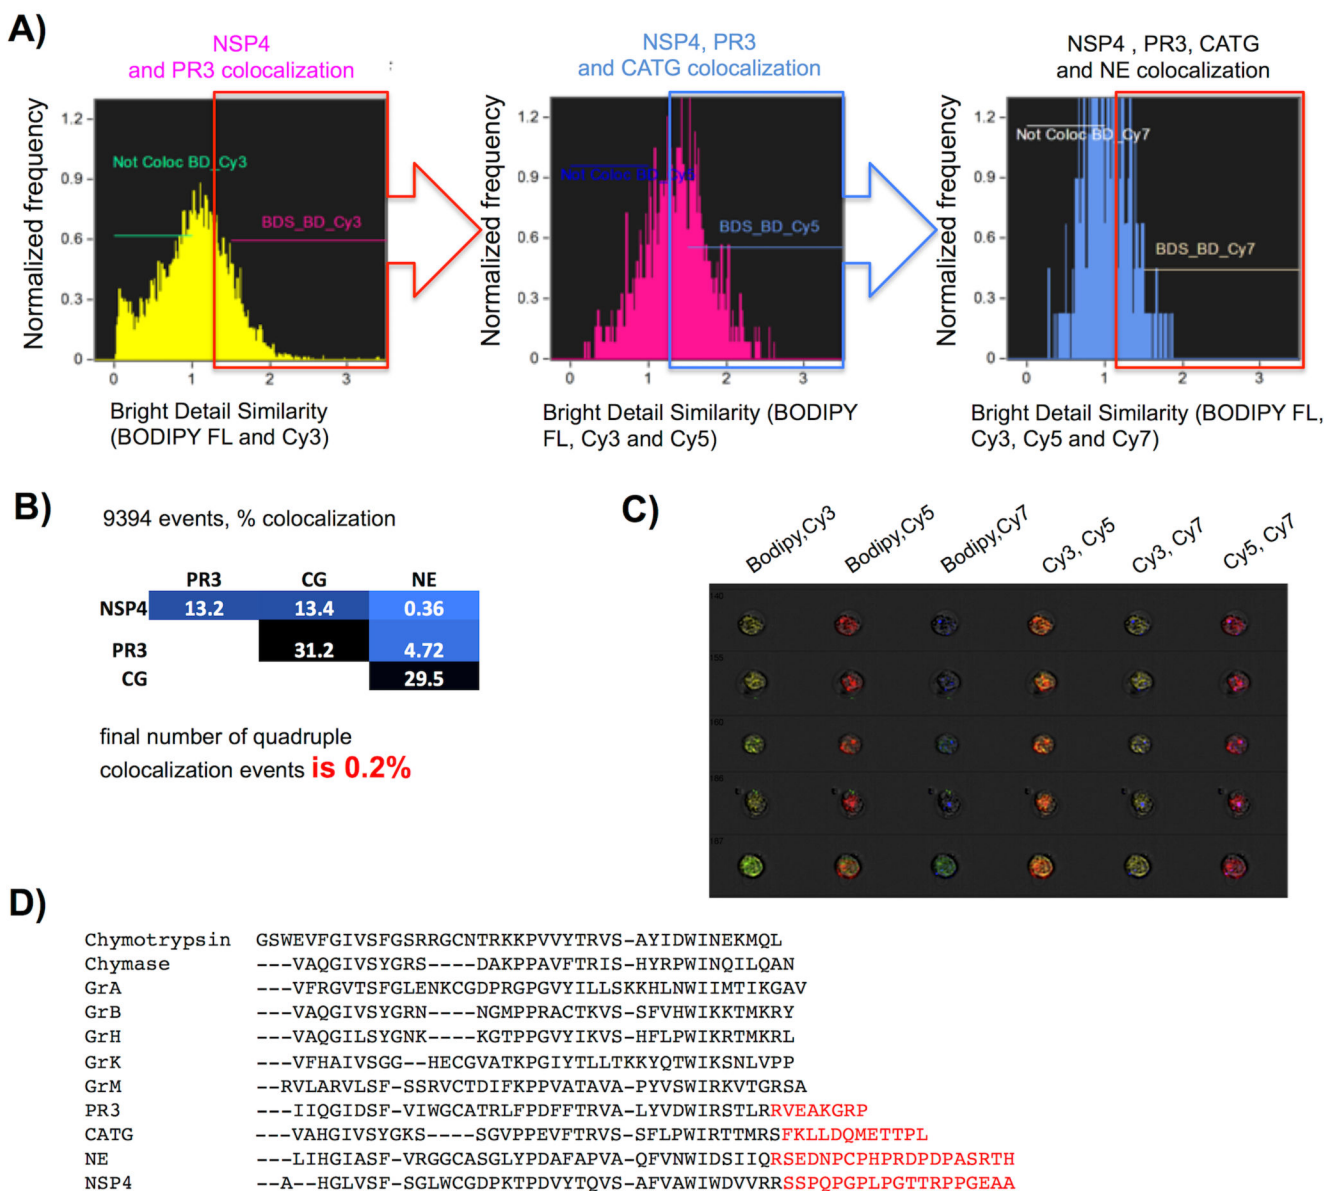 A)
NSP4
and PR3 colocalization
NSP4, PR3
and CATG colocalization
NSP4 , PR3, CATG
and NE colocalization
Normalized frequency
1.2
0.9
0.6
0.3
0
Not Coloc BD_Cy3
BDS_BD_Cy3
0 1 2 3
Bright Detail Similarity
(BODIPY FL and Cy3)
Normalized frequency
1.2
0.9
0.6
0.3
0
Not Coloc BD_Cy5
BDS_BD_Cy5
0 1 2 3
Bright Detail Similarity (BODIPY
FL, Cy3 and Cy5)
Normalized frequency
1.2
0.9
0.6
0.3
0
Not Coloc BD_Cy7
BDS_BD_Cy7
0 1 2 3
Bright Detail Similarity (BODIPY FL,
Cy3, Cy5 and Cy7)
B)
9394 events, % colocalization
PR3 CG NE
NSP4 13.2 13.4 0.36
PR3 31.2 4.72
CG 29.5
final number of quadruple
colocalization events is 0.2%
C)
Bodipy,Cy3
Bodipy,Cy5
Bodipy,Cy7
Cy3, Cy5
Cy3, Cy7
Cy5, Cy7
D)
Chymotrypsin GSWEVFGIVSFGSRRGCNTRKKPVVYTRVS-AYIDWINEKMQL
Chymase ---VAQGIVSYGRS----DAKPPAVFTRIS-HYRPWINQILQAN
GrA ---VFRGVTSFGLENKCGDPRGPGVYILLSKKHLNWIIMTIKGAV
GrB ---VAQGIVSYGRN----NGMPPRACTKVS-SFVHWIKKTMKRY
GrH ---VAQGILSYGNK----KGTPPGVYIKVS-HFLPWIKRTMKRL
GrK ---VFHAIVSGG--HECGVATKPGIYTLLTKKYQTWIKSNLVPP
GrM --RVLARVLSF-SSRVCTDIFKPPVATAVA-PYVSWIRKVTGRSA
PR3 ---IIQGIDSF-VIWGCATRLFPDFFTRVA-LYVDWIRSTLRRVEAKGRP
CATG ---VAHGIVSYGKS----SGVPPEVFTRVS-SFLPWIRTTMRSFKLLDQMETTPL
NE ---LIHGIASF-VRGGCASGLYPDAFAPVA-QFVNWIDSIIQRSEDNPCPHPRDPDPASRTH
NSP4 --A--HGLVSF-SGLWCGDPKTPDVYTQVS-AFVAWIWDVVRRSSPQPGPLPGTTRPPGEAA